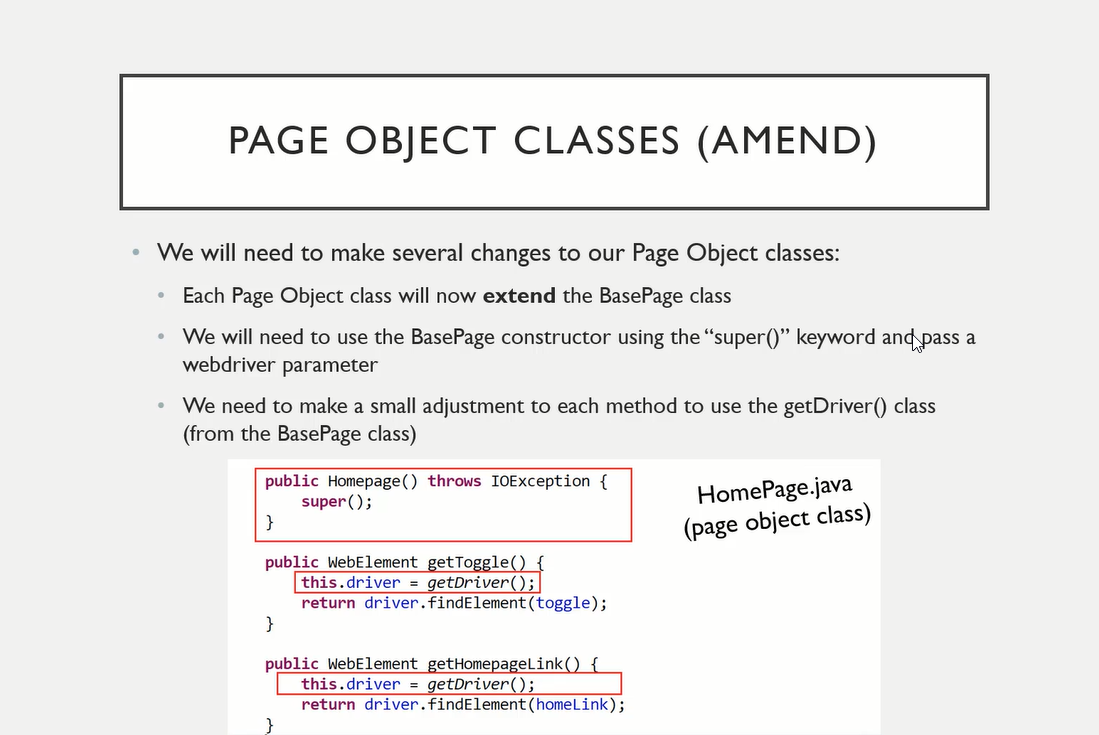 PAGE OBJECT CLASSES (AMEND)
• We will need to make several changes to our Page Object classes:
• Each Page Object class will now extend the BasePage class
• We will need to use the BasePage constructor using the “super()” keyword and pass a
webdriver parameter
• We need to make a small adjustment to each method to use the getDriver() class
(from the BasePage class)
public Homepage() throws IOException {
super();
}
HomePage.java
(page object class)
public WebElement getToggle() {
this.driver = getDriver();
return driver.findElement(toggle);
}
public WebElement getHomepageLink() {
this.driver = getDriver();
return driver.findElement(homeLink);
}